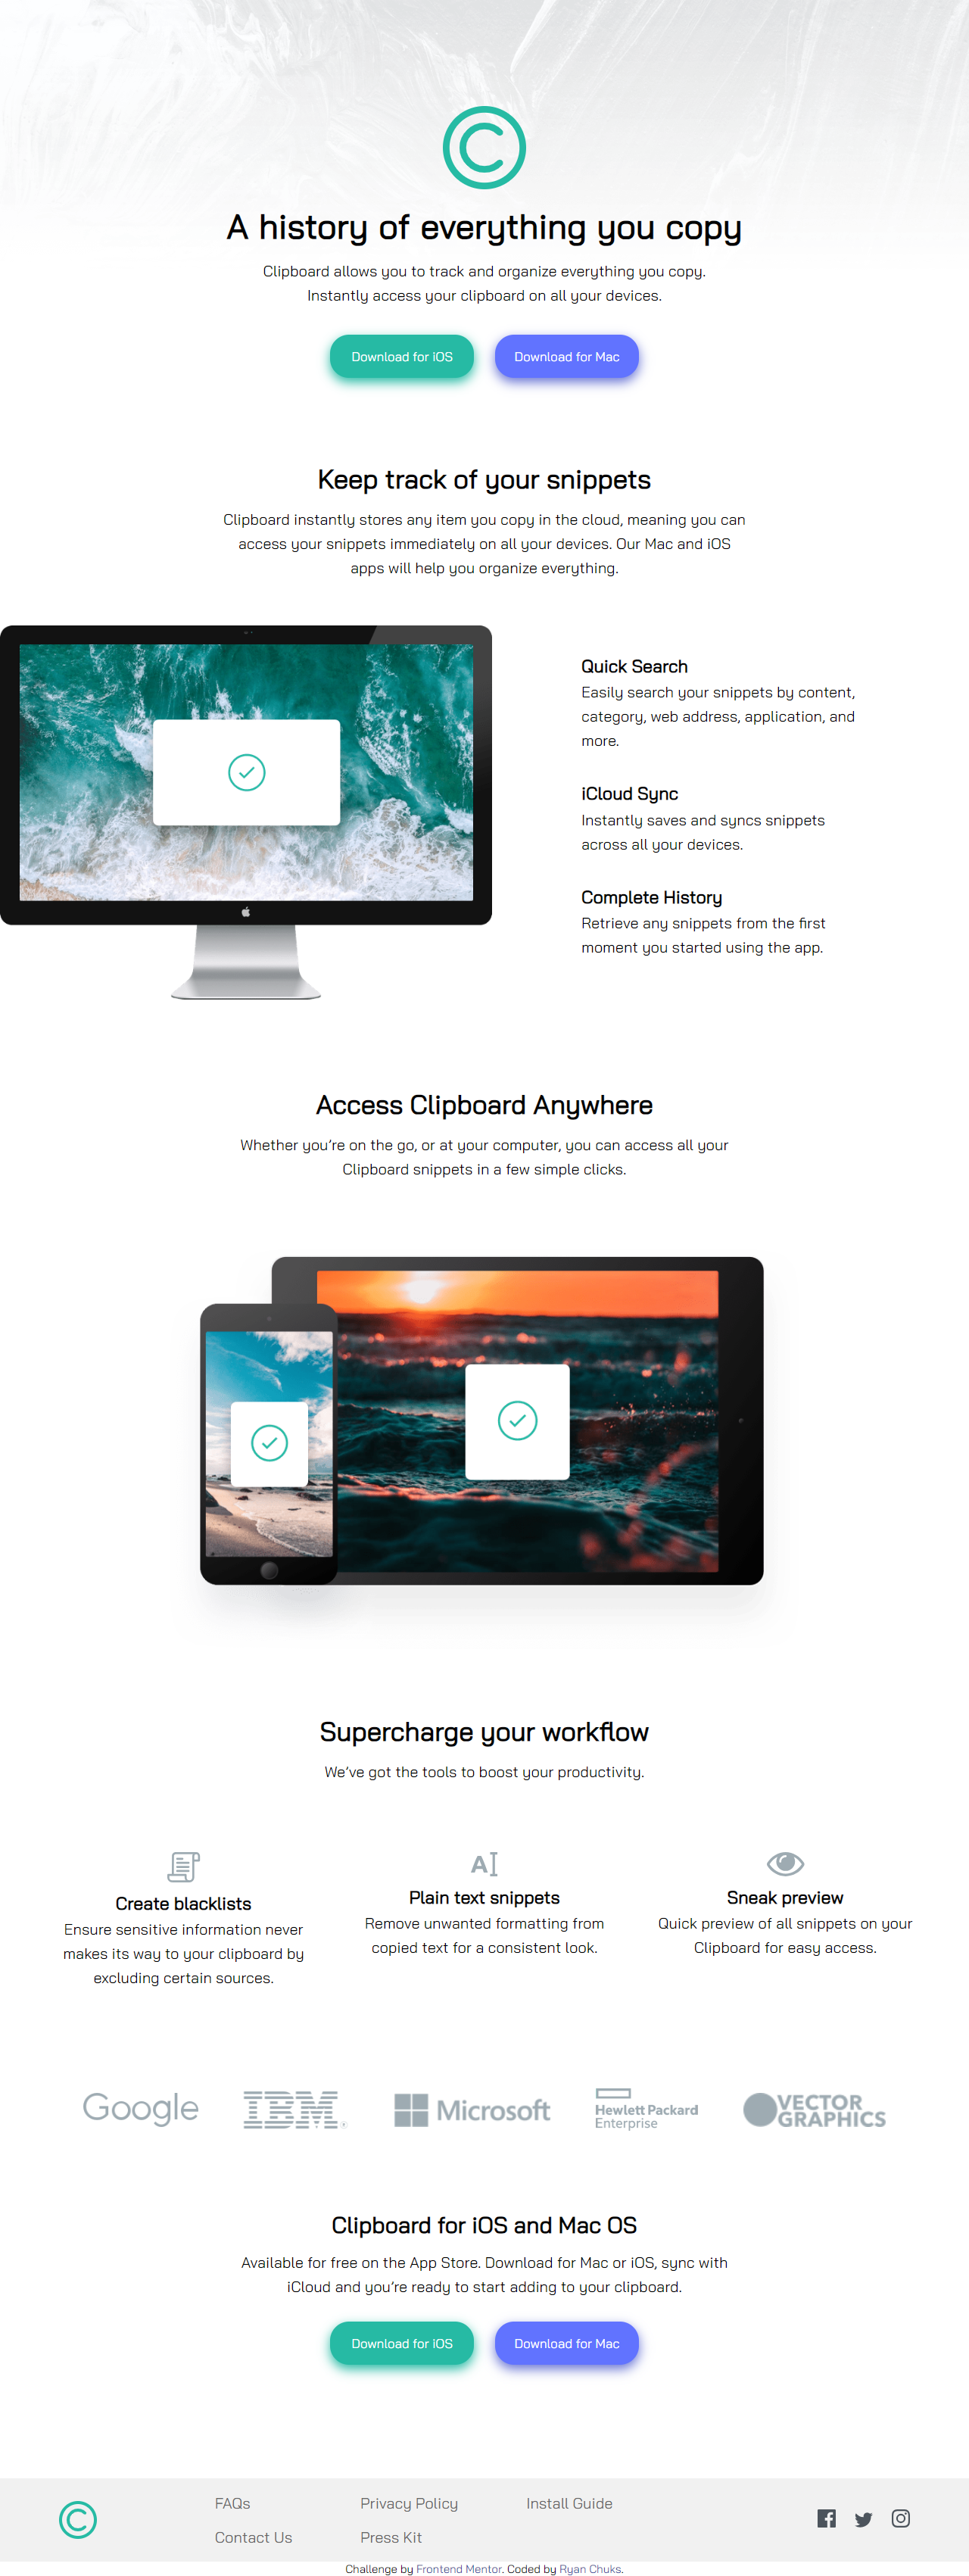 A history of everything you copy
Clipboard allows you to track and organize everything you copy.
Instantly access your clipboard on all your devices.
Download for iOS
Download for Mac
Keep track of your snippets
Clipboard instantly stores any item you copy in the cloud, meaning you can
access your snippets immediately on all your devices. Our Mac and iOS
apps will help you organize everything.
Quick Search
Easily search your snippets by content,
category, web address, application, and
more.
iCloud Sync
Instantly saves and syncs snippets
across all your devices.
Complete History
Retrieve any snippets from the first
moment you started using the app.
Access Clipboard Anywhere
Whether you’re on the go, or at your computer, you can access all your
Clipboard snippets in a few simple clicks.
Supercharge your workflow
We’ve got the tools to boost your productivity.
Create blacklists
Ensure sensitive information never
makes its way to your clipboard by
excluding certain sources.
Plain text snippets
Remove unwanted formatting from
copied text for a consistent look.
Sneak preview
Quick preview of all snippets on your
Clipboard for easy access.
Google
IBM
Microsoft
Hewlett Packard
Enterprise
VECTOR
GRAPHICS
Clipboard for iOS and Mac OS
Available for free on the App Store. Download for Mac or iOS, sync with
iCloud and you’re ready to start adding to your clipboard.
Download for iOS
Download for Mac
FAQs
Contact Us
Privacy Policy
Press Kit
Install Guide
Challenge by Frontend Mentor. Coded by Ryan Chuks.